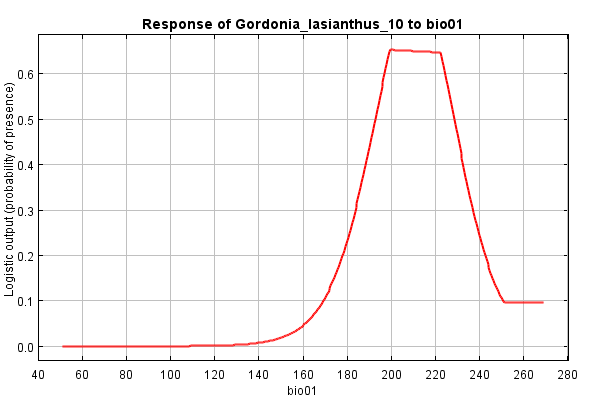 Response of Gordonia_lasianthus_10 to bio01
Logistic output (probability of presence)
0.6
0.5
0.4
0.3
0.2
0.1
0.0
40 60 80 100 120 140 160 180 200 220 240 260 280
bio01